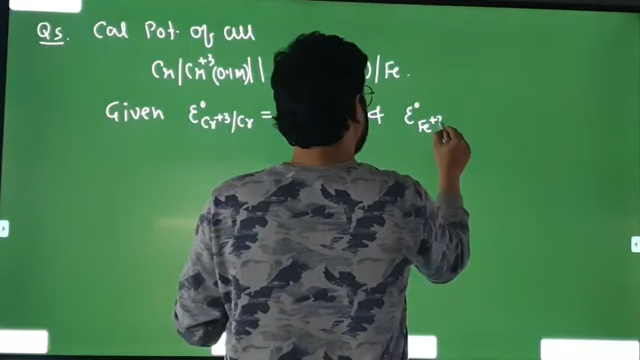 Qs. Cal Pot. of cell
Cr/Cr+3(0.1M)|| )/Fe.
Given ε°Cr+3/Cr = & ε°Fe+2